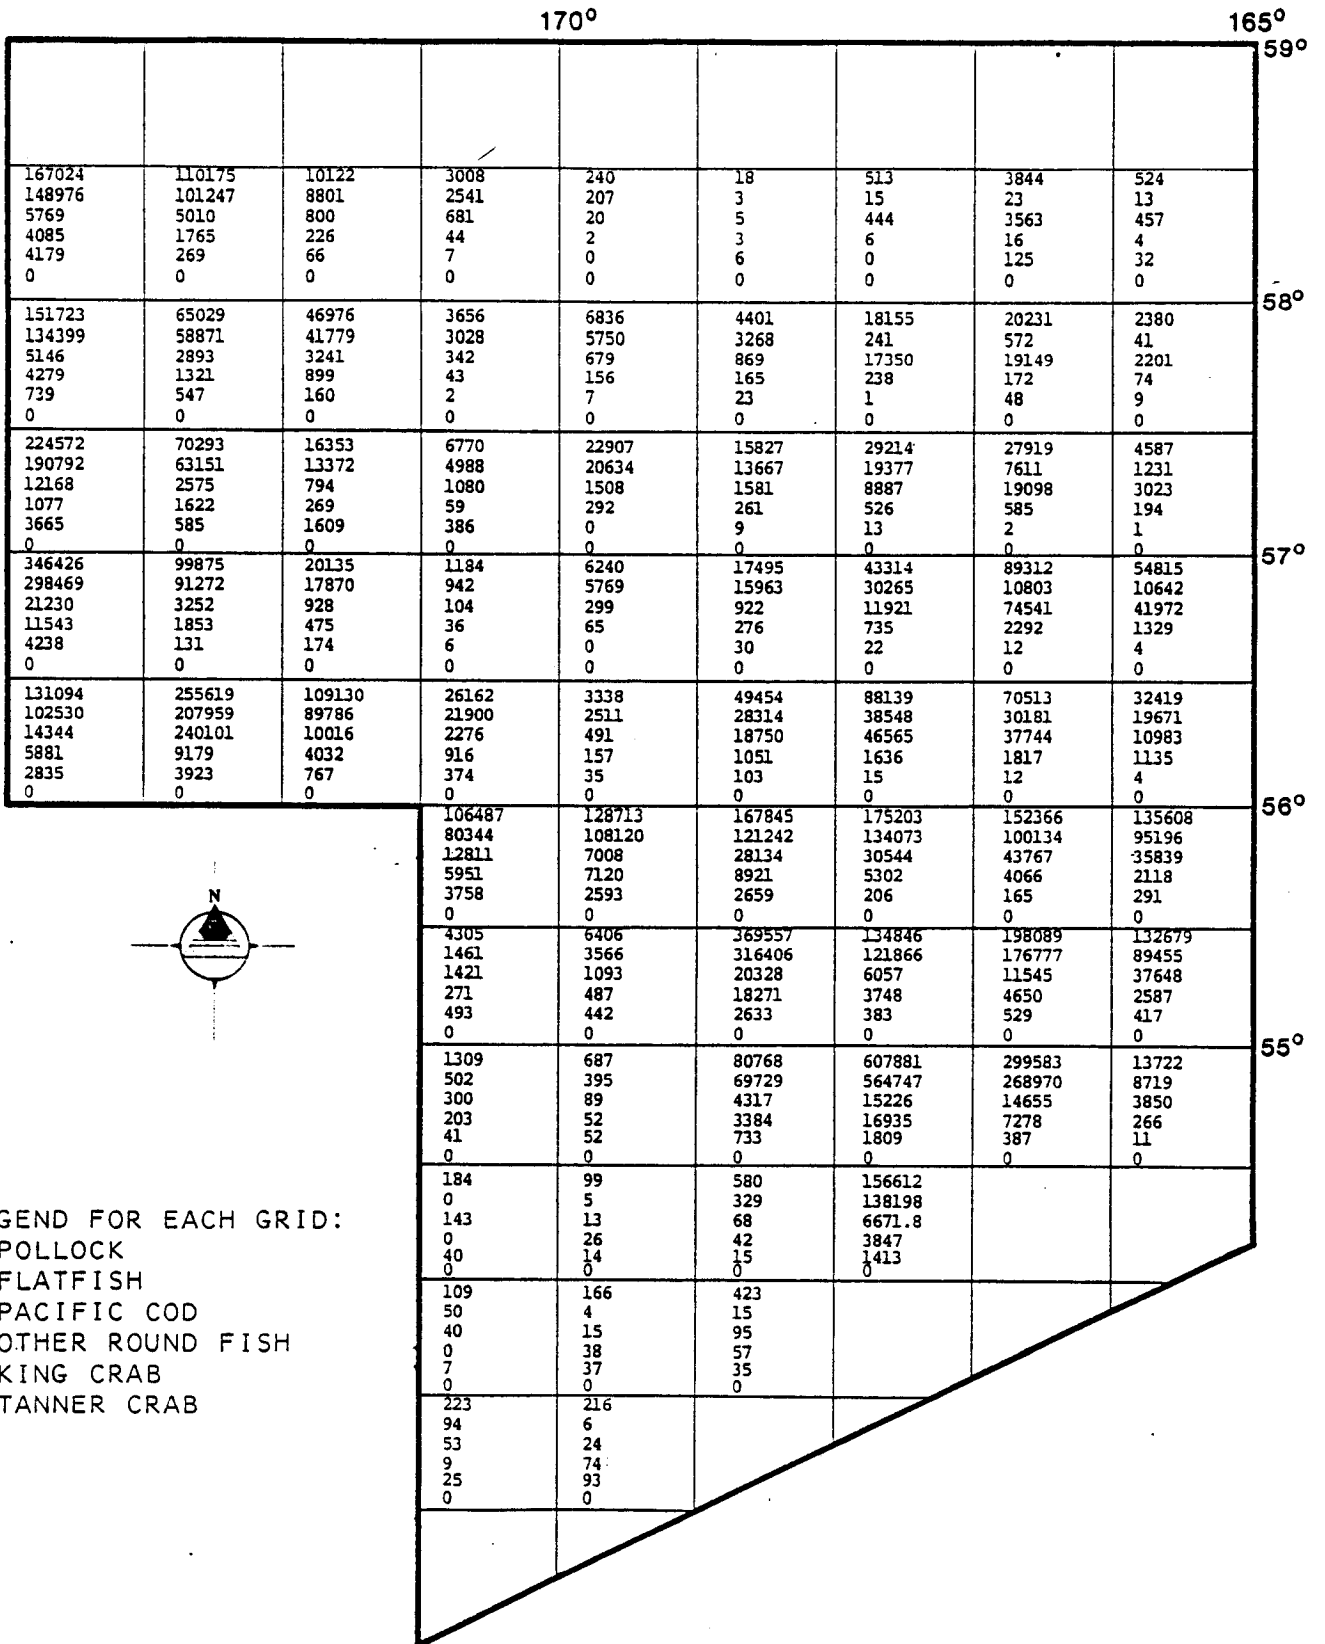 170° 165°
59°
167024 110175 10122 3008 240 18 513 3844 524
148976 101247 8801 2541 207 3 15 23 13
5769 5010 800 681 20 5 444 3563 457
4085 1765 226 44 2 3 6 16 4
4179 269 66 7 0 6 0 125 32
0 0 0 0 0 0 0 0 0
58°
151723 65029 46976 3656 6836 4401 18155 20231 2380
134399 58871 41779 3028 5750 3268 241 572 41
5146 2893 3241 342 679 869 17350 19149 2201
4279 1321 899 43 156 165 238 172 74
739 547 160 2 7 23 1 48 9
0 0 0 0 0 0 0 0 0
224572 70293 16353 6770 22907 15827 29214 27919 4587
190792 63151 13372 4988 20634 13667 19377 7611 1231
12168 2575 794 1080 1508 1581 8887 19098 3023
1077 1622 269 59 292 261 526 585 194
3665 585 1609 386 0 9 13 2 1
0 0 0 0 0 0 0 0 0
57°
346426 99875 20135 1184 6240 17495 43314 89312 54815
298469 91272 17870 942 5769 15963 30265 10803 10642
21230 3252 928 104 299 922 11921 74541 41972
11543 1853 475 36 65 276 735 2292 1329
4238 131 174 6 0 30 22 12 4
0 0 0 0 0 0 0 0 0
131094 255619 109130 26162 3338 49454 88139 70513 32419
102530 207959 89786 21900 2511 28314 38548 30181 19671
14344 240101 10016 2276 491 18750 46565 37744 10983
5881 9179 4032 916 157 1051 1636 1817 1135
2835 3923 767 374 35 103 15 12 4
0 0 0 0 0 0 0 0 0
56°
106487 128713 167845 175203 152366 135608
80344 108120 121242 134073 100134 95196
12811 7008 28134 30544 43767 35839
5951 7120 8921 5302 4066 2118
3758 2593 2659 206 165 291
0 0 0 0 0 0
N
4305 6406 369557 134846 198089 132679
1461 3566 316406 121866 176777 89455
1421 1093 20328 6057 11545 37648
271 487 18271 3748 4650 2587
493 442 2633 383 529 417
0 0 0 0 0 0
55°
1309 687 80768 607881 299583 13722
502 395 69729 564747 268970 8719
300 89 4317 15226 14655 3850
203 52 3384 16935 7278 266
41 52 733 1809 387 11
0 0 0 0 0 0
184 99 580 156612
0 5 329 138198
143 13 68 6671.8
0 26 42 3847
40 14 15 1413
0 0 0 0
109 166 423
50 4 15
40 15 95
0 38 57
7 37 35
0 0 0
223 216
94 6
53 24
9 74
25 93
0 0
GEND FOR EACH GRID:
POLLOCK
FLATFISH
PACIFIC COD
OTHER ROUND FISH
KING CRAB
TANNER CRAB